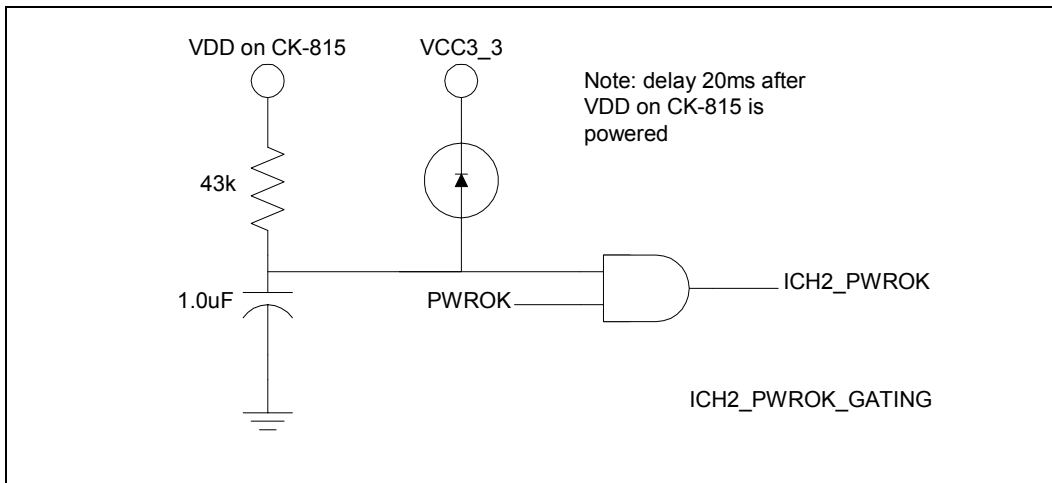 VDD on CK-815
VCC3_3
Note: delay 20ms after
VDD on CK-815 is
powered
43k
1.0uF
PWROK
ICH2_PWROK
ICH2_PWROK_GATING